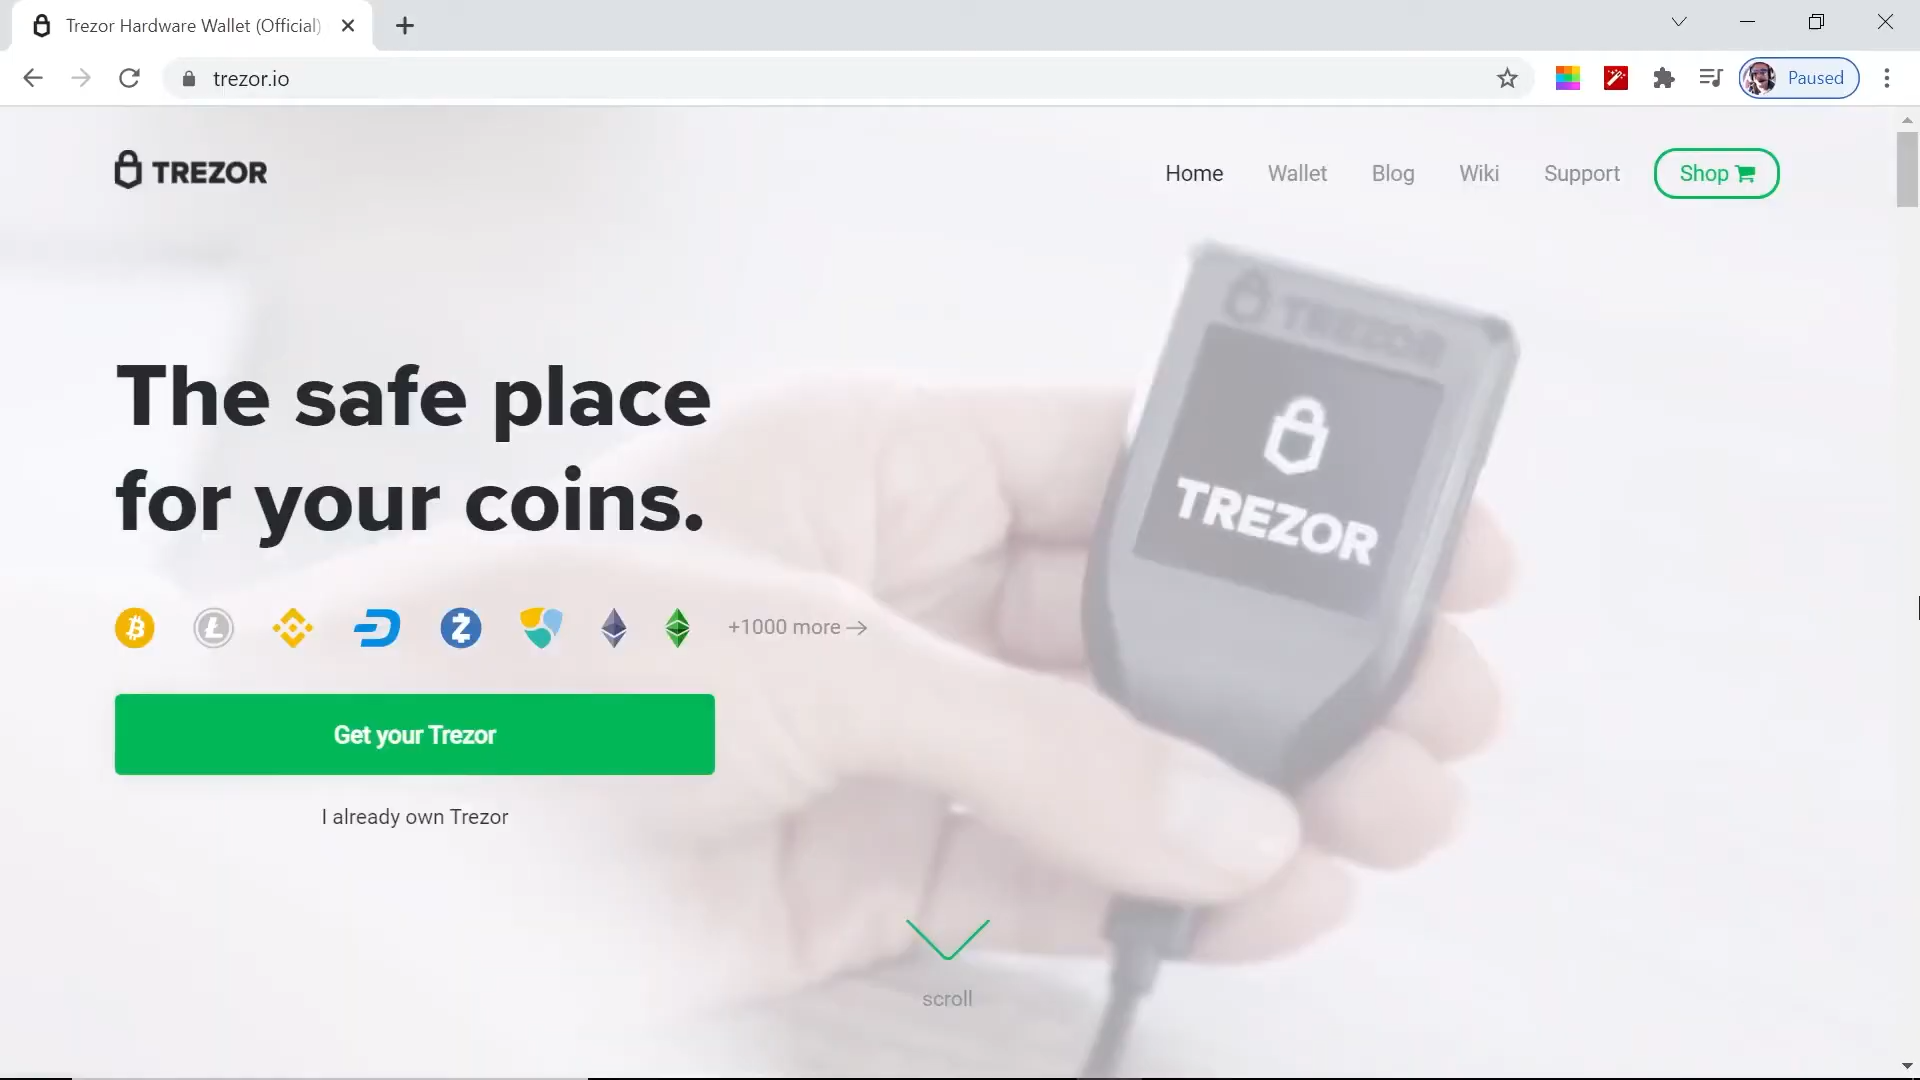 Trezor Hardware Wallet (Official)
trezor.io
Paused
TREZOR
Home
Wallet
Blog
Wiki
Support
Shop
TREZOR
TREZOR
The safe place
for your coins.
+1000 more
Get your Trezor
I already own Trezor
scroll